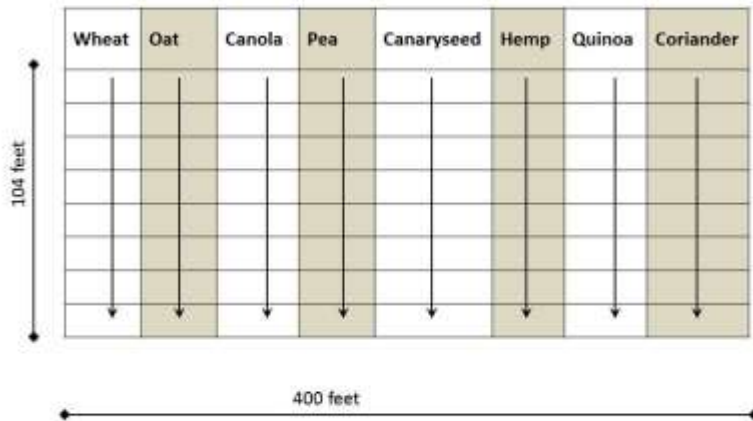 Wheat Oat Canola Pea Canaryseed Hemp Quinoa Coriander
104 feet
400 feet